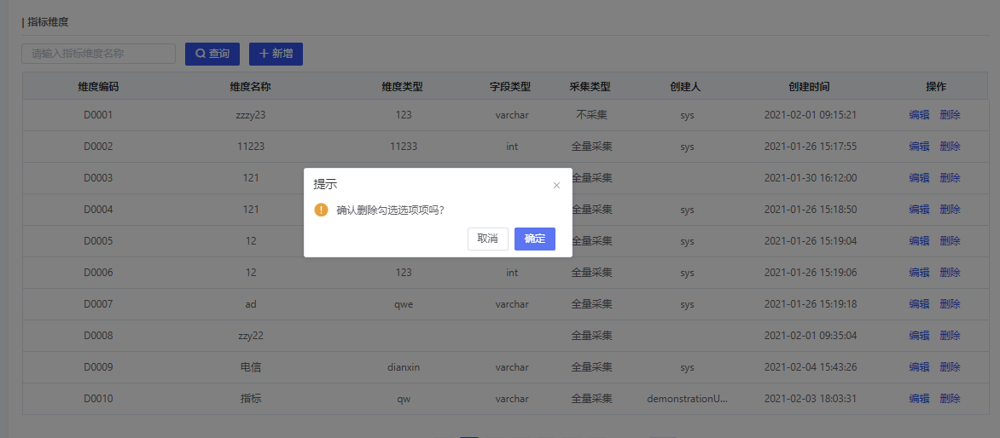 | 指标维度
请输入指标维度名称 查询 新增
维度编码 维度名称 维度类型 字段类型 采集类型 创建人 创建时间 操作
D0001 zzzy23 123 varchar 不采集 sys 2021-02-01 09:15:21 编辑 删除
D0002 11223 11233 int 全量采集 sys 2021-01-26 15:17:55 编辑 删除
D0003 121 全量采集 2021-01-30 16:12:00 编辑 删除
D0004 121 全量采集 sys 2021-01-26 15:18:50 编辑 删除
D0005 12 全量采集 sys 2021-01-26 15:19:04 编辑 删除
D0006 12 123 int 全量采集 sys 2021-01-26 15:19:06 编辑 删除
D0007 ad qwe varchar 全量采集 sys 2021-01-26 15:19:18 编辑 删除
D0008 zzy22 全量采集 2021-02-01 09:35:04 编辑 删除
D0009 电信 dianxin varchar 全量采集 sys 2021-02-04 15:43:26 编辑 删除
D0010 指标 qw varchar 全量采集 demonstrationU... 2021-02-03 18:03:31 编辑 删除
提示
确认删除勾选选项项吗?
取消 确定